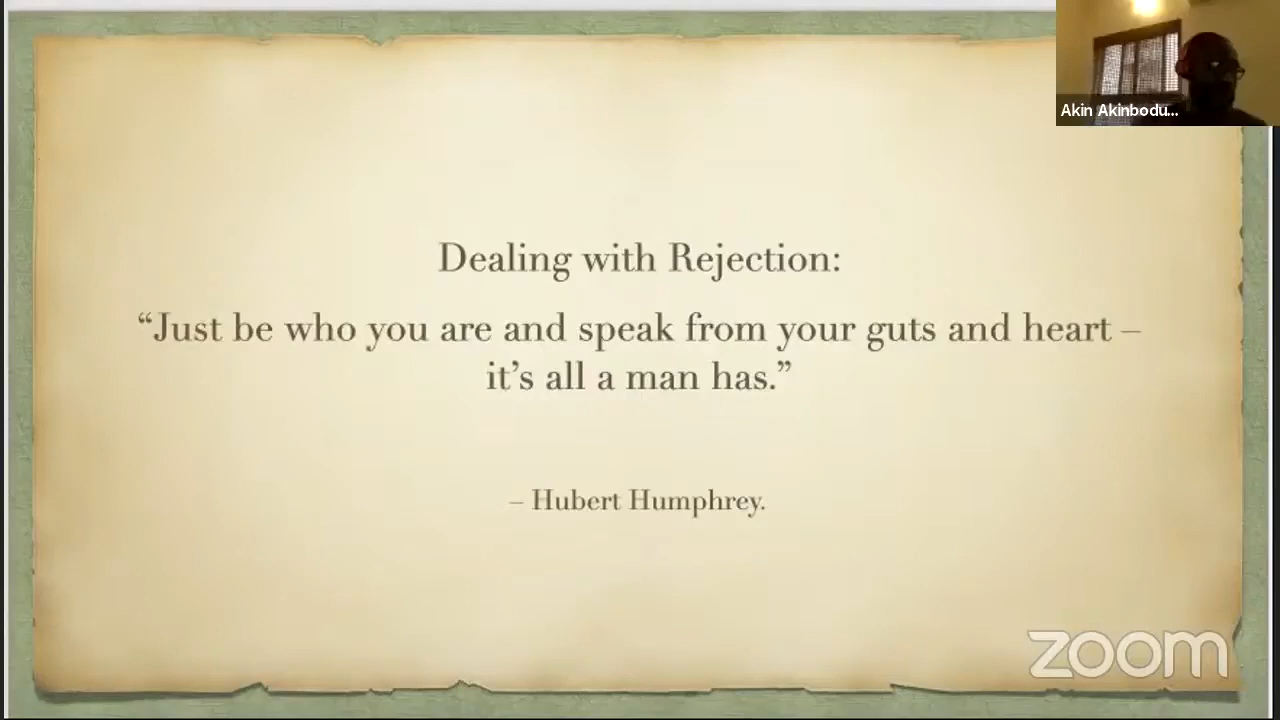 Akin Akinbodu...
Dealing with Rejection:
“Just be who you are and speak from your guts and heart –
it’s all a man has.”
– Hubert Humphrey.
zoom